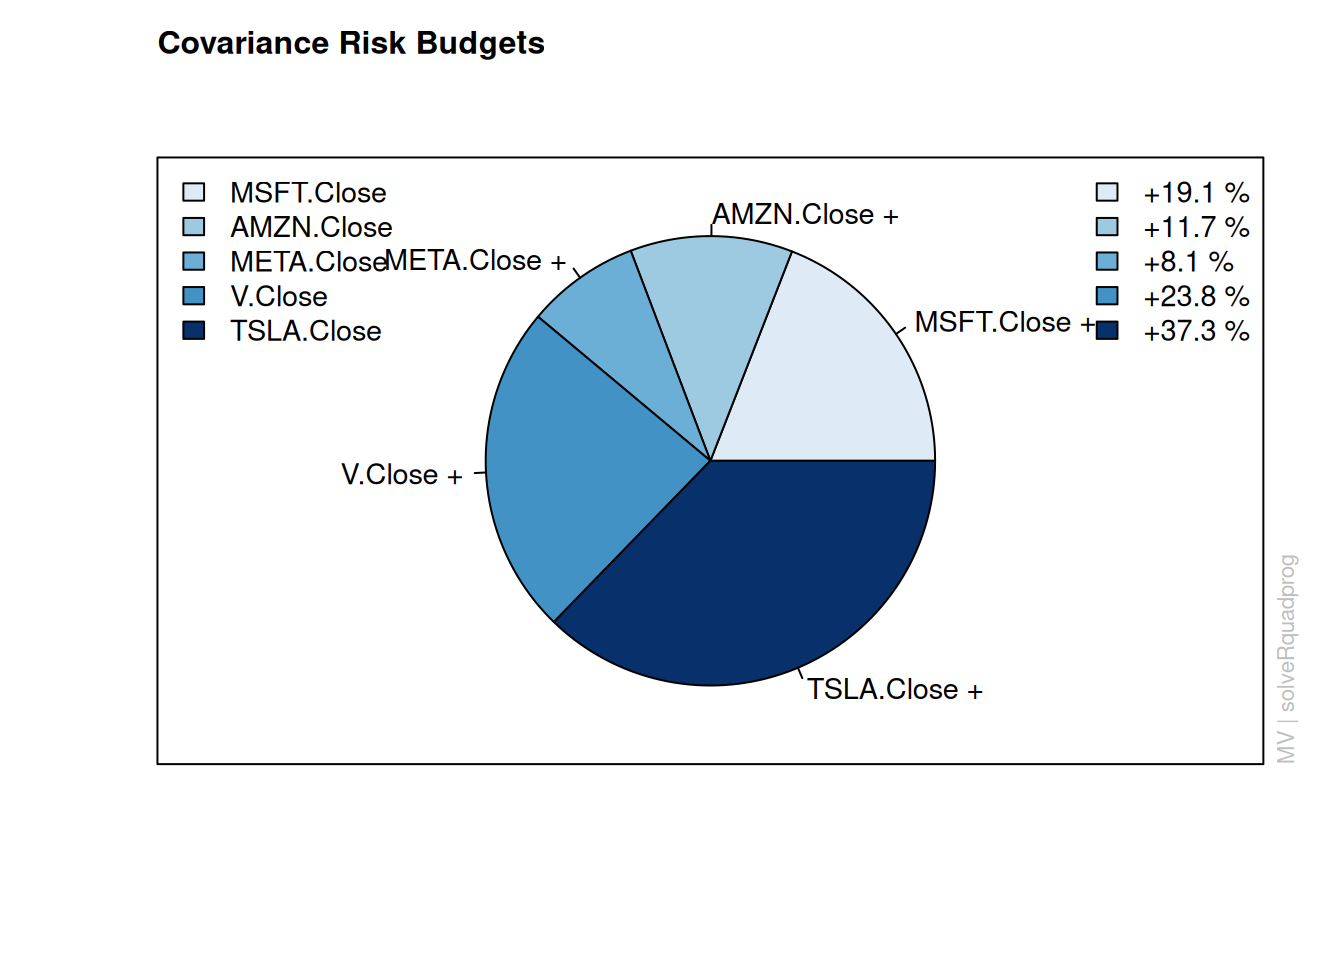 Covariance Risk Budgets
MSFT.Close
AMZN.Close
META.Close
V.Close
TSLA.Close
AMZN.Close +
META.Close +
MSFT.Close +
V.Close +
TSLA.Close +
+19.1 %
+11.7 %
+8.1 %
+23.8 %
+37.3 %
MV | solveRquadprog